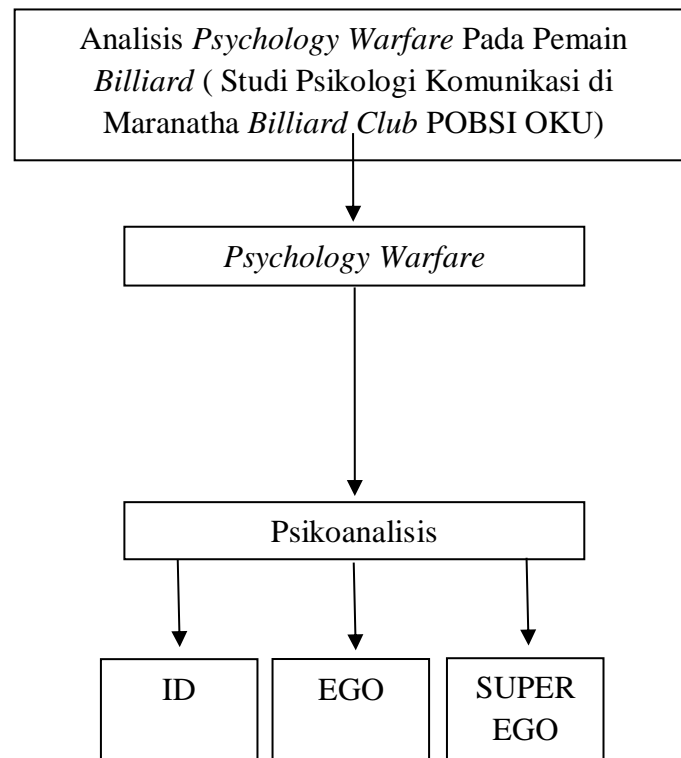 Analisis Psychology Warfare Pada Pemain
Billiard ( Studi Psikologi Komunikasi di
Maranatha Billiard Club POBSI OKU)
Psychology Warfare
Psikoanalisis
ID
EGO
SUPER
EGO